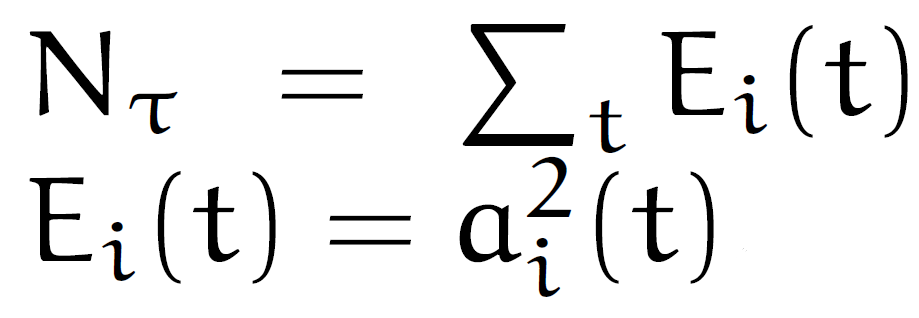 N_τ = ∑_t E_i(t)
E_i(t) = a_i^2(t)